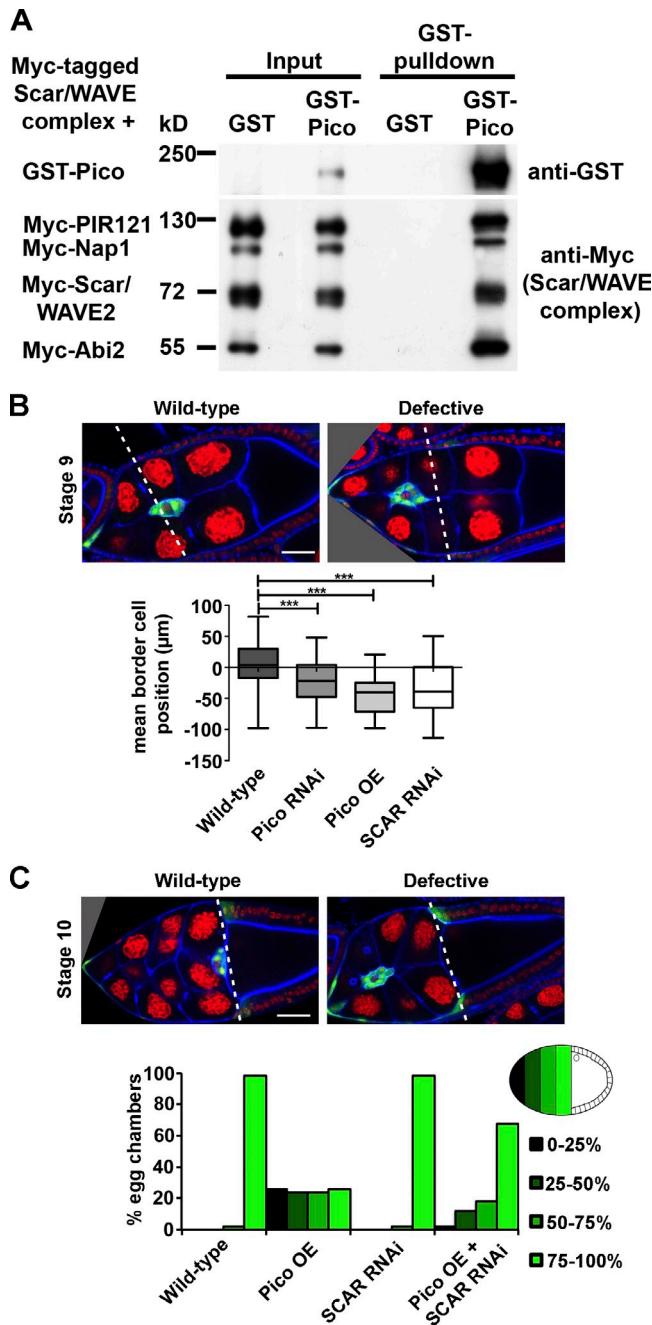 A
Myc-tagged
Scar/WAVE
complex +
kD
Input
GST-
pulldown
GST
GST-
Pico
GST
GST-
Pico
250
GST-Pico
anti-GST
Myc-PIR121
130
Myc-Nap1
Myc-Scar/
WAVE2
72
Myc-Abi2
55
anti-Myc
(Scar/WAVE
complex)
B
Wild-type
Defective
Stage 9
***
***
***
mean border cell
position (µm)
100
50
0
-50
-100
-150
Wild-type
Pico RNAi
Pico OE
SCAR RNAi
C
Wild-type
Defective
Stage 10
% egg chambers
100
80
60
40
20
0
Wild-type
Pico OE
SCAR RNAi
Pico OE +
SCAR RNAi
0-25%
25-50%
50-75%
75-100%